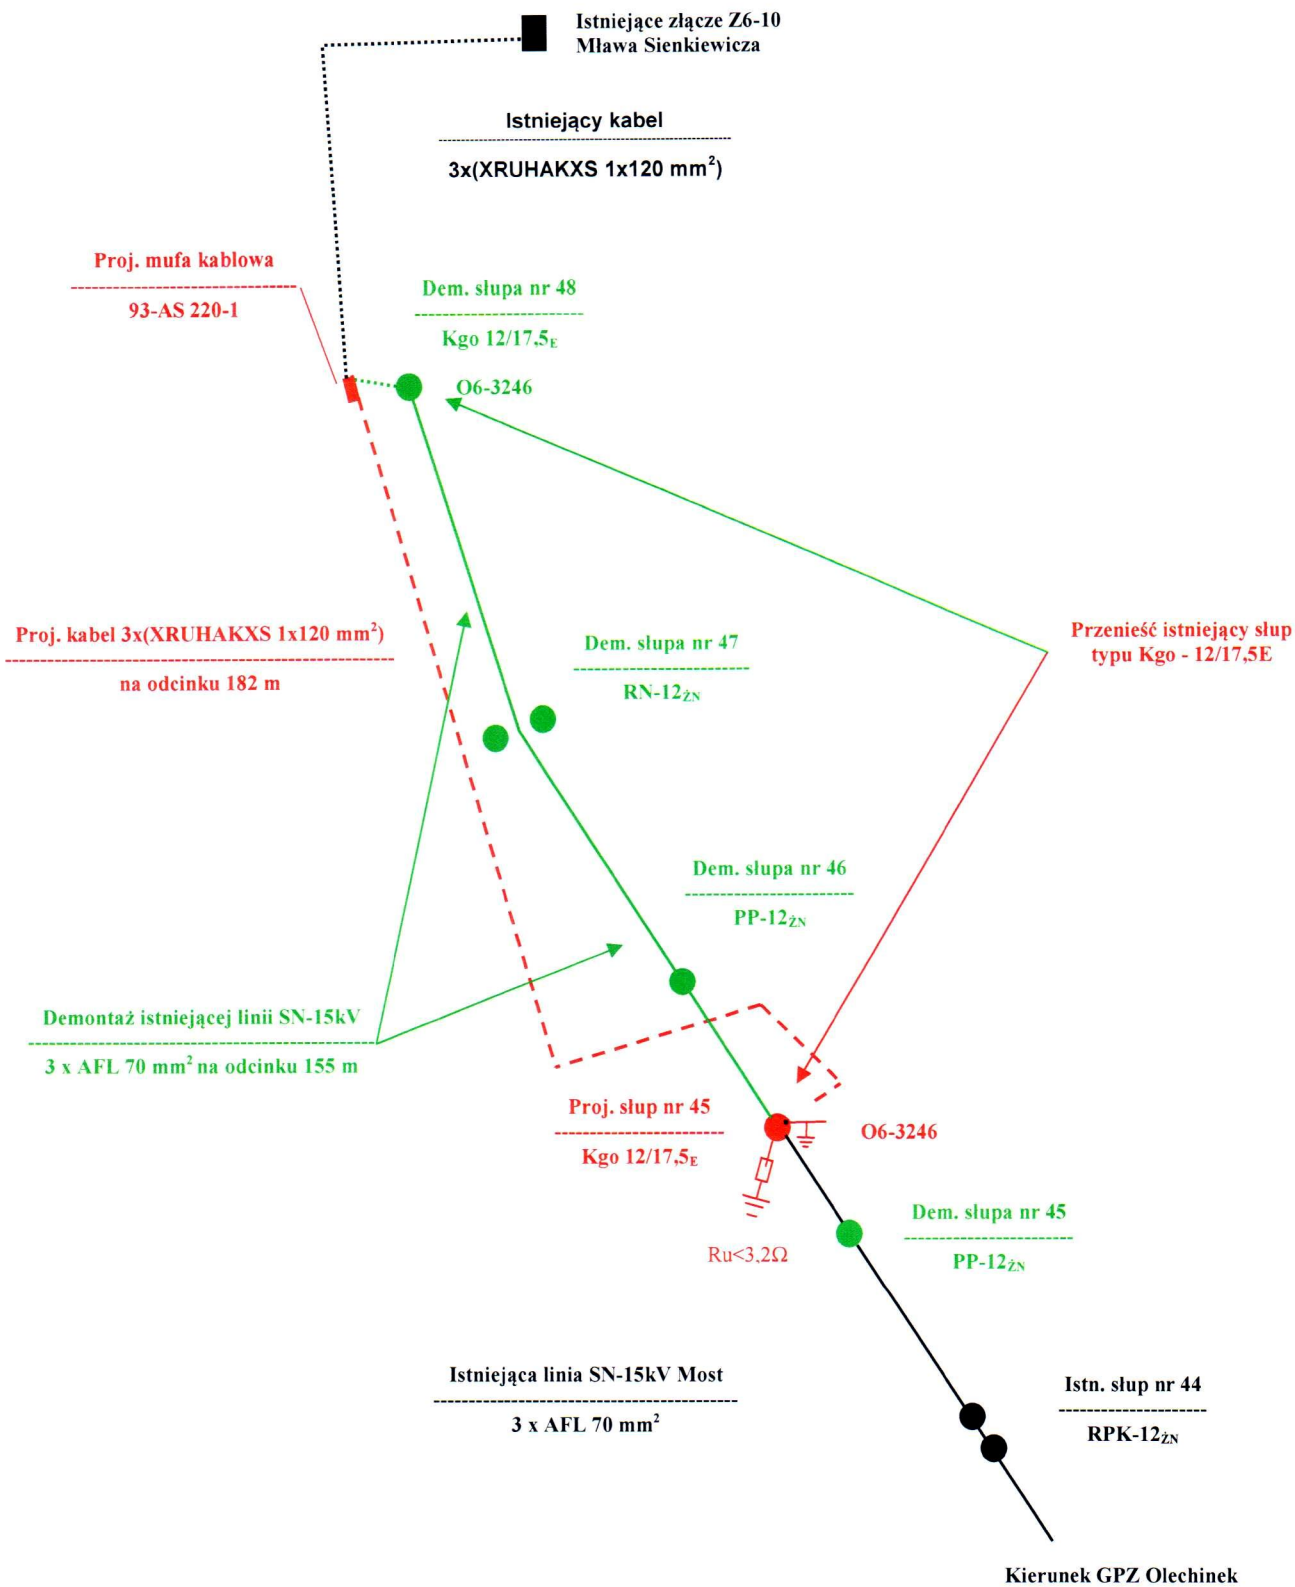 Istniejące złącze Z6-10
Mława Sienkiewicza
Istniejący kabel
3x(XRUHAKXS 1x120 mm²)
Proj. mufa kablowa
93-AS 220-1
Dem. słupa nr 48
Kgo 12/17,5E
O6-3246
Proj. kabel 3x(XRUHAKXS 1x120 mm²)
na odcinku 182 m
Dem. słupa nr 47
RN-12ŻN
Przenieść istniejący słup
typu Kgo - 12/17,5E
Dem. słupa nr 46
PP-12ŻN
Demontaż istniejącej linii SN-15kV
3 x AFL 70 mm² na odcinku 155 m
Proj. słup nr 45
Kgo 12/17,5E
O6-3246
Ru<3,2Ω
Dem. słupa nr 45
PP-12ŻN
Istniejąca linia SN-15kV Most
3 x AFL 70 mm²
Istn. słup nr 44
RPK-12ŻN
Kierunek GPZ Olechinek